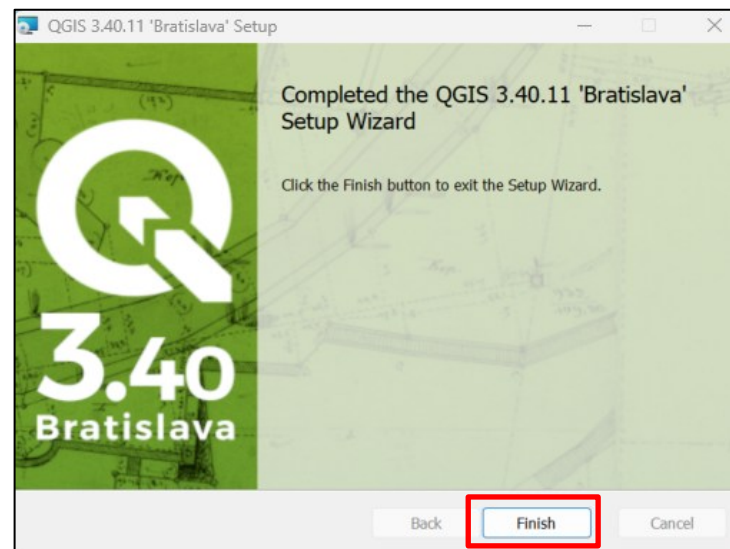 QGIS 3.40.11 'Bratislava' Setup
Completed the QGIS 3.40.11 'Bratislava'
Setup Wizard
Click the Finish button to exit the Setup Wizard.
3.40
Bratislava
Back
Finish
Cancel